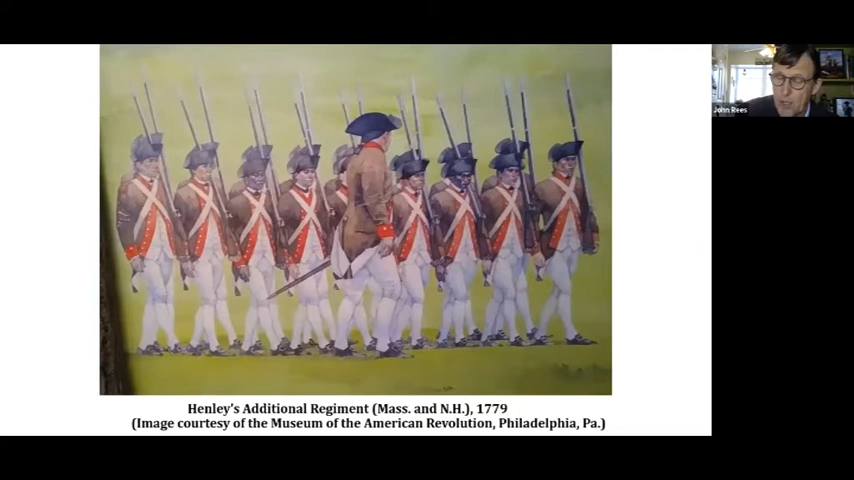 John Rees
Henley's Additional Regiment (Mass. and N.H.), 1779
(Image courtesy of the Museum of the American Revolution, Philadelphia, Pa.)